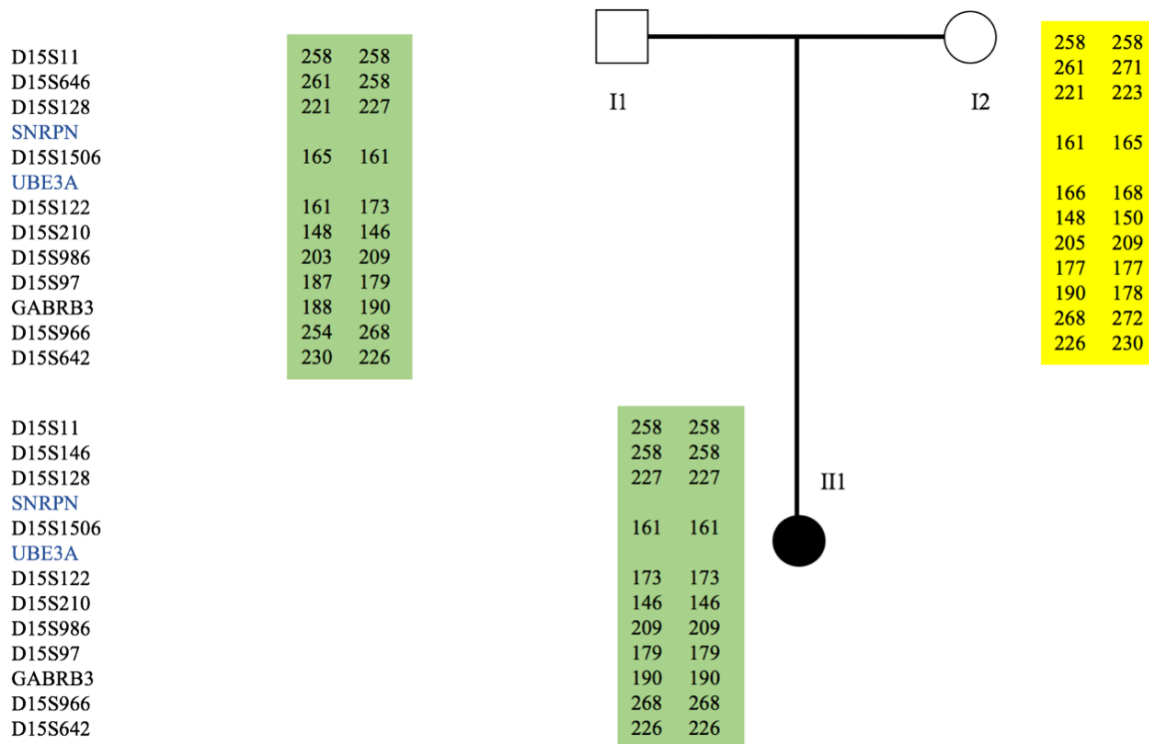 D15S11 258 258
D15S646 261 258
D15S128 221 227
SNRPN
D15S1506 165 161
UBE3A
D15S122 161 173
D15S210 148 146
D15S986 203 209
D15S97 187 179
GABRB3 188 190
D15S966 254 268
D15S642 230 226
I1
I2
258 258
261 271
221 223
161 165
166 168
148 150
205 209
177 177
190 178
268 272
226 230
D15S11 258 258
D15S146 258 258
D15S128 227 227
SNRPN
D15S1506 161 161
UBE3A
D15S122 173 173
D15S210 146 146
D15S986 209 209
D15S97 179 179
GABRB3 190 190
D15S966 268 268
D15S642 226 226
II1